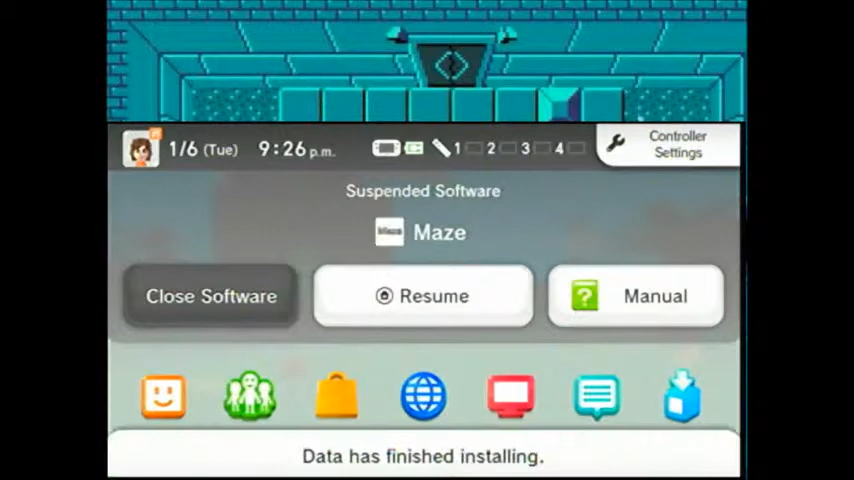 1/6 (Tue) 9:26 p.m. 1 2 3 4 Controller
Settings
Suspended Software
Maze
Close Software Resume ? Manual
Data has finished installing.